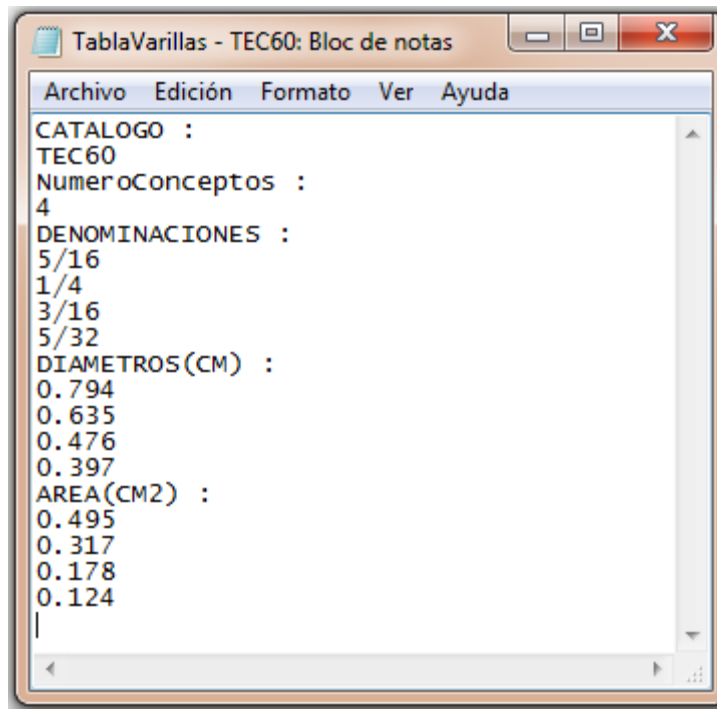 TablaVarillas - TEC60: Bloc de notas
Archivo Edición Formato Ver Ayuda
CATALOGO :
TEC60
NumeroConceptos :
4
DENOMINACIONES :
5/16
1/4
3/16
5/32
DIAMETROS(CM) :
0.794
0.635
0.476
0.397
AREA(CM2) :
0.495
0.317
0.178
0.124